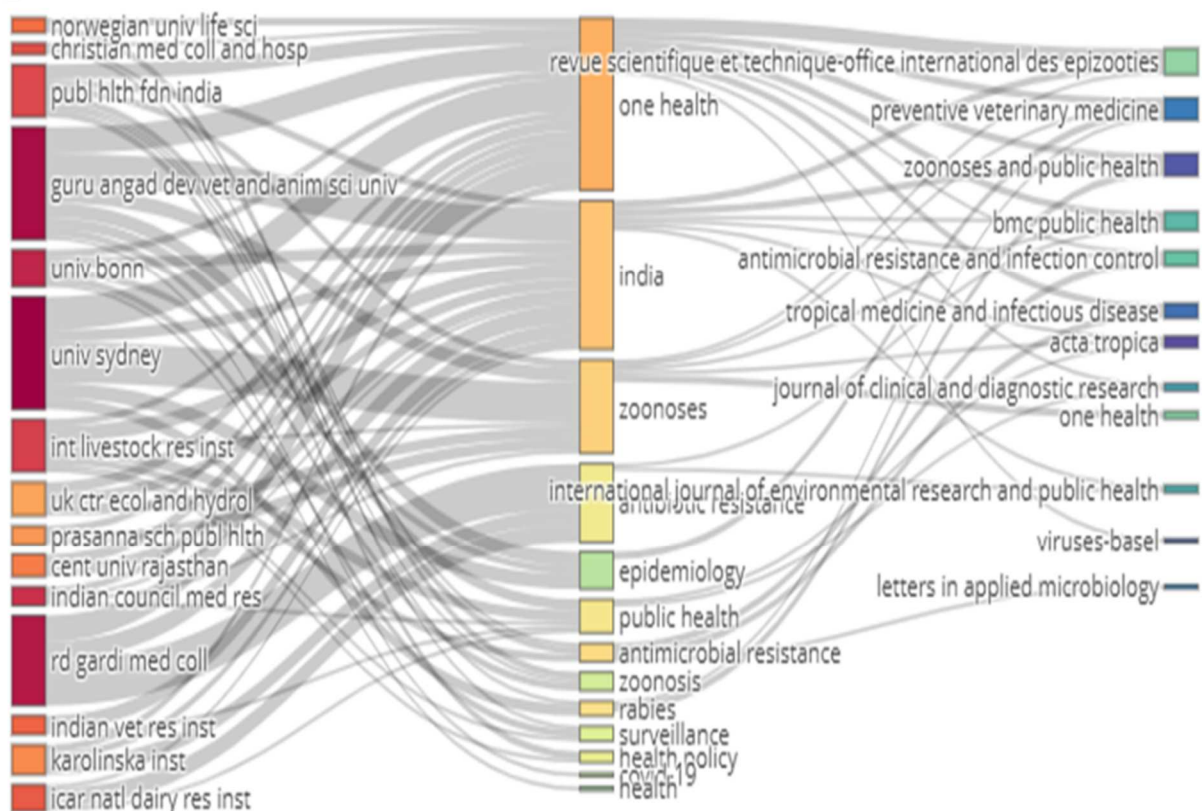 norwegian univ life sci
christian med coll and hosp
publ hlth fdn india
guru angad dev vet and anim sci univ
univ bonn
univ sydney
int livestock res inst
uk ctr ecol and hydrol
prasanna sch publ hlth
cent univ rajasthan
indian council med res
rd gardi med coll
indian vet res inst
karolinska inst
icar natl dairy res inst
one health
india
zoonoses
antibiotic resistance
epidemiology
public health
antimicrobial resistance
zoonosis
rabies
surveillance
health policy
covid-19
health
revue scientifique et technique-office international des epizooties
preventive veterinary medicine
zoonoses and public health
bmc public health
antimicrobial resistance and infection control
tropical medicine and infectious disease
acta tropica
journal of clinical and diagnostic research
one health
international journal of environmental research and public health
viruses-basel
letters in applied microbiology